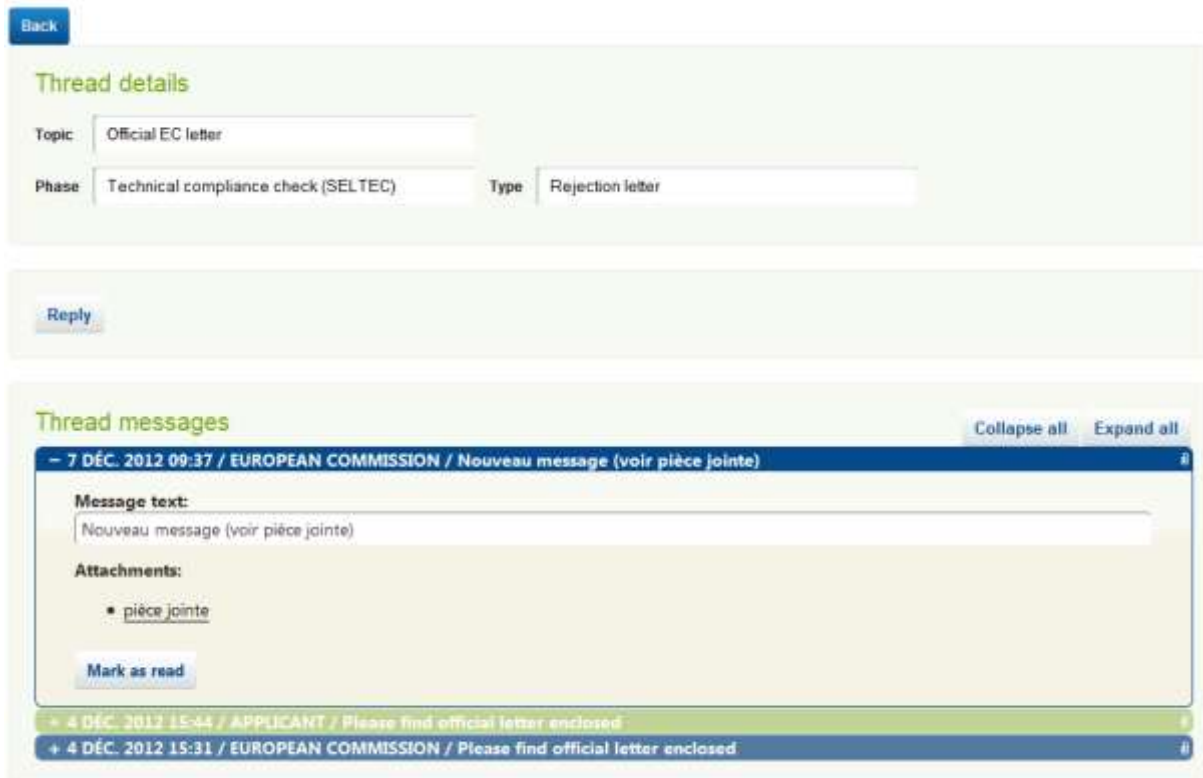 Back
Thread details
Topic Official EC letter
Phase Technical compliance check (SELTEC) Type Rejection letter
Reply
Thread messages
Collapse all Expand all
− 7 DÉC. 2012 09:37 / EUROPEAN COMMISSION / Nouveau message (voir pièce jointe)
Message text:
Nouveau message (voir pièce jointe)
Attachments:
• pièce jointe
Mark as read
+ 4 DÉC. 2012 15:44 / APPLICANT / Please find official letter enclosed
+ 4 DÉC. 2012 15:31 / EUROPEAN COMMISSION / Please find official letter enclosed